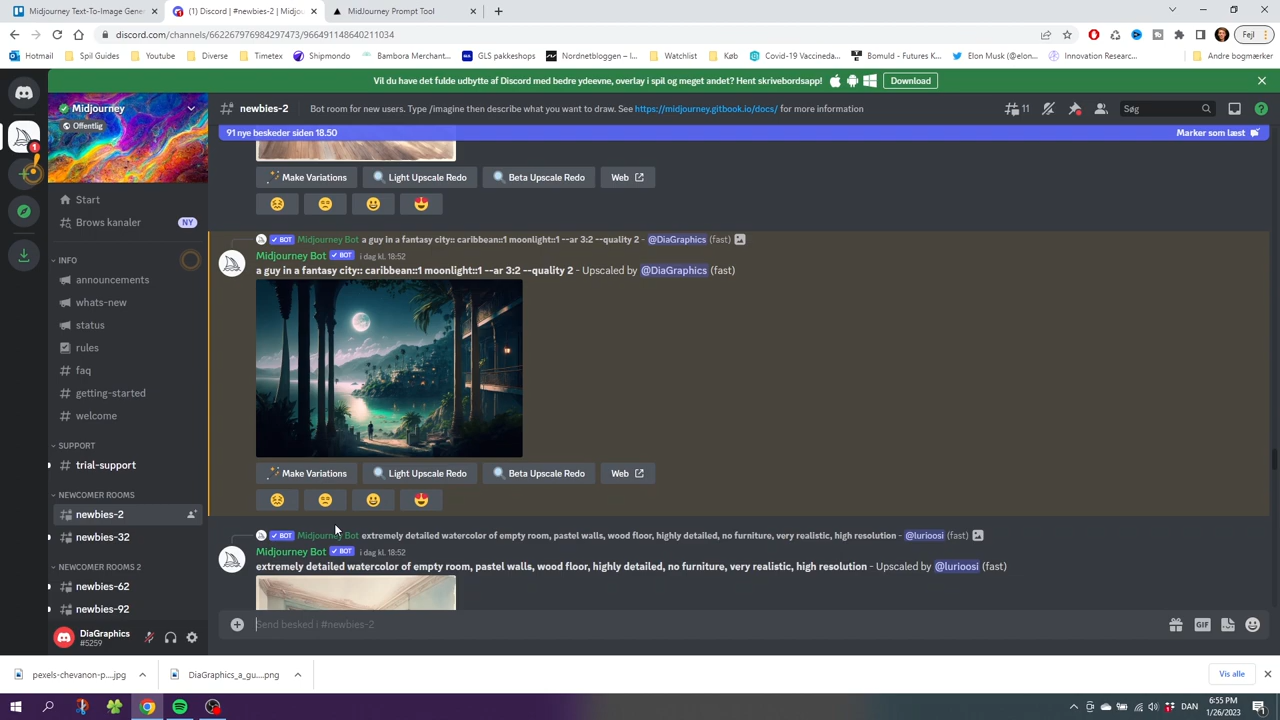 Midjourney Text-To-Image Gener
(1) Discord | #newbies-2 | Midjou
MidJourney Prompt Tool
discord.com/channels/662267976984297473/966491148640211034
Fejl
Hotmail
Spil Guides
Youtube
Diverse
Timetex
Shipmondo
Bambora Merchant...
GLS pakkeshops
Nordnetbloggen – I...
Watchlist
Køb
Covid-19 Vaccineda...
Bomuld - Futures K...
Elon Musk (@elon...
Innovation Researc...
Andre bogmærker
Vil du have det fulde udbytte af Discord med bedre ydeevne, overlay i spil og meget andet? Hent skrivebordsapp!
Download
Midjourney
Offentlig
newbies-2
Bot room for new users. Type /imagine then describe what you want to draw. See https://midjourney.gitbook.io/docs/ for more information
11
Søg
91 nye beskeder siden 18.50
Marker som læst
1
Start
Brows kanaler
NY
INFO
announcements
whats-new
status
rules
faq
getting-started
welcome
SUPPORT
trial-support
NEWCOMER ROOMS
newbies-2
newbies-32
NEWCOMER ROOMS 2
newbies-62
newbies-92
DiaGraphics
#5259
Make Variations
Light Upscale Redo
Beta Upscale Redo
Web
BOT Midjourney Bot a guy in a fantasy city:: caribbean::1 moonlight::1 --ar 3:2 --quality 2 - @DiaGraphics (fast)
Midjourney Bot BOT i dag kl. 18:52
a guy in a fantasy city:: caribbean::1 moonlight::1 --ar 3:2 --quality 2 - Upscaled by @DiaGraphics (fast)
Make Variations
Light Upscale Redo
Beta Upscale Redo
Web
BOT Midjourney Bot extremely detailed watercolor of empty room, pastel walls, wood floor, highly detailed, no furniture, very realistic, high resolution - @lurioosi (fast)
Midjourney Bot BOT i dag kl. 18:52
extremely detailed watercolor of empty room, pastel walls, wood floor, highly detailed, no furniture, very realistic, high resolution - Upscaled by @lurioosi (fast)
Send besked i #newbies-2
GIF
pexels-chevanon-p....jpg
DiaGraphics_a_gu....png
Vis alle
DAN
6:55 PM
1/26/2023
1